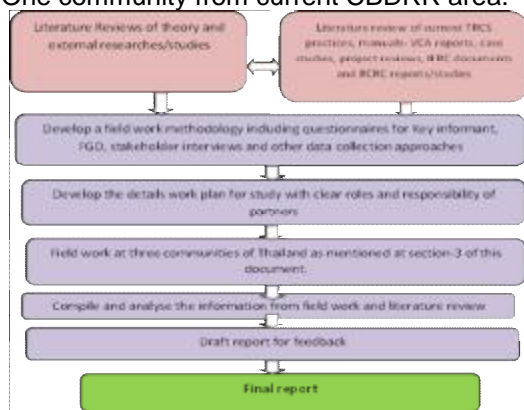 One community from current CBDRR area.
Literature Reviews of theory and
external researches/studies
Literature review of current TRCS
practices, manuals- VCA reports, case
studies, project reviews, IFRC documents
and RCRC reports/studies
Develop a field work methodology including questionnaires for Key informant,
FGD, stakeholder interviews and other data collection approaches
Develop the details work plan for study with clear roles and responsibility of
partners
Field work at three communities of Thailand as mentioned at section-3 of this
document.
Compile and analyse the information from field work and literature review
Draft report for feedback
Final report